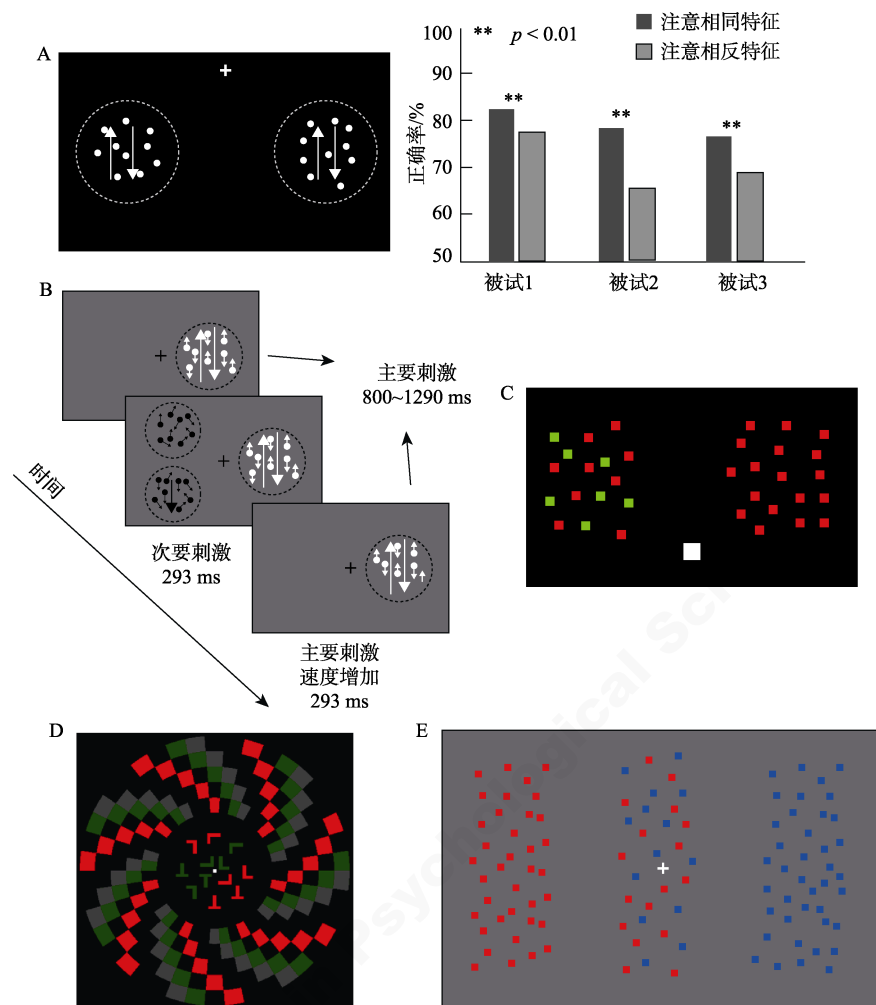 A
100
** p < 0.01
注意相同特征
注意相反特征
90
80
70
60
50
正确率/%
**
**
**
被试1
被试2
被试3
B
主要刺激
800~1290 ms
时间
次要刺激
293 ms
主要刺激
速度增加
293 ms
C
D
E
Psychological Sci